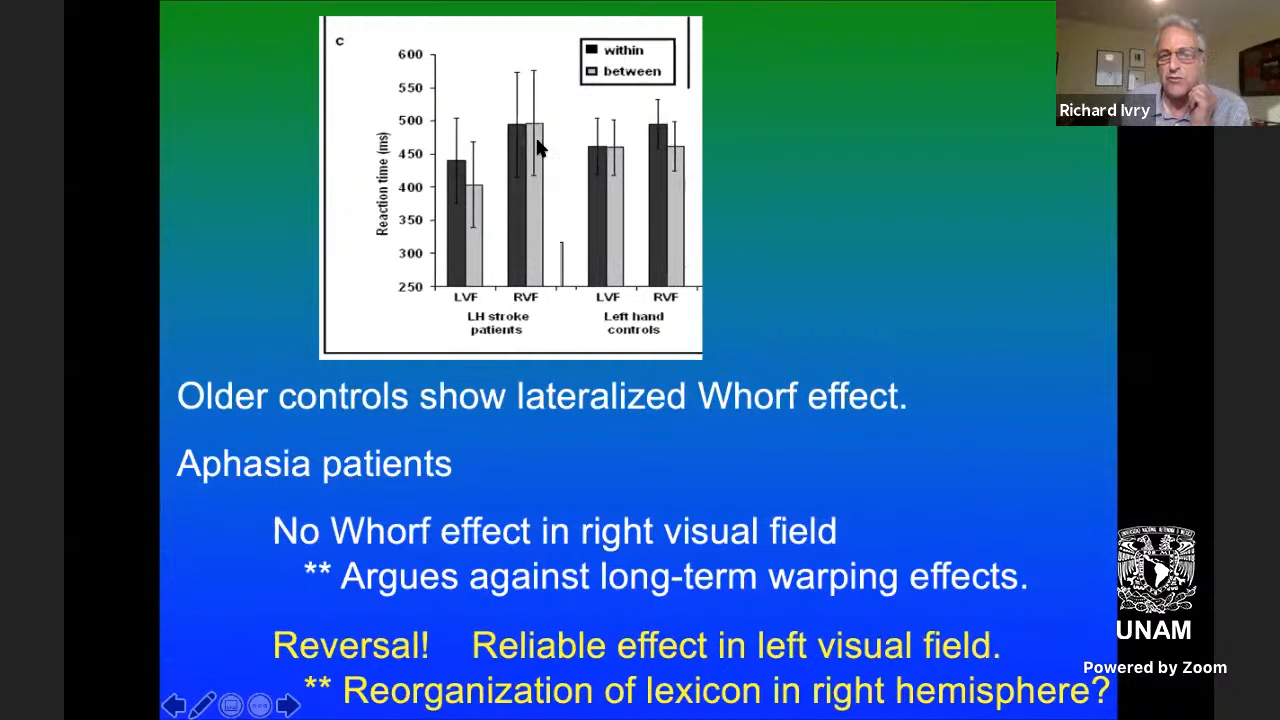 c
within
between
600
550
500
450
400
350
300
250
Reaction time (ms)
LVF RVF LVF RVF
LH stroke
patients
Left hand
controls
Richard Ivry
Older controls show lateralized Whorf effect.
Aphasia patients
No Whorf effect in right visual field
** Argues against long-term warping effects.
Reversal! Reliable effect in left visual field.
** Reorganization of lexicon in right hemisphere?
UNAM
Powered by Zoom